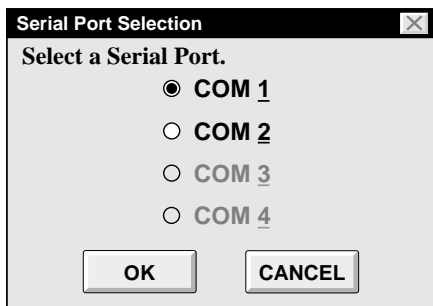 Serial Port Selection
Select a Serial Port.
COM 1
COM 2
COM 3
COM 4
OK CANCEL